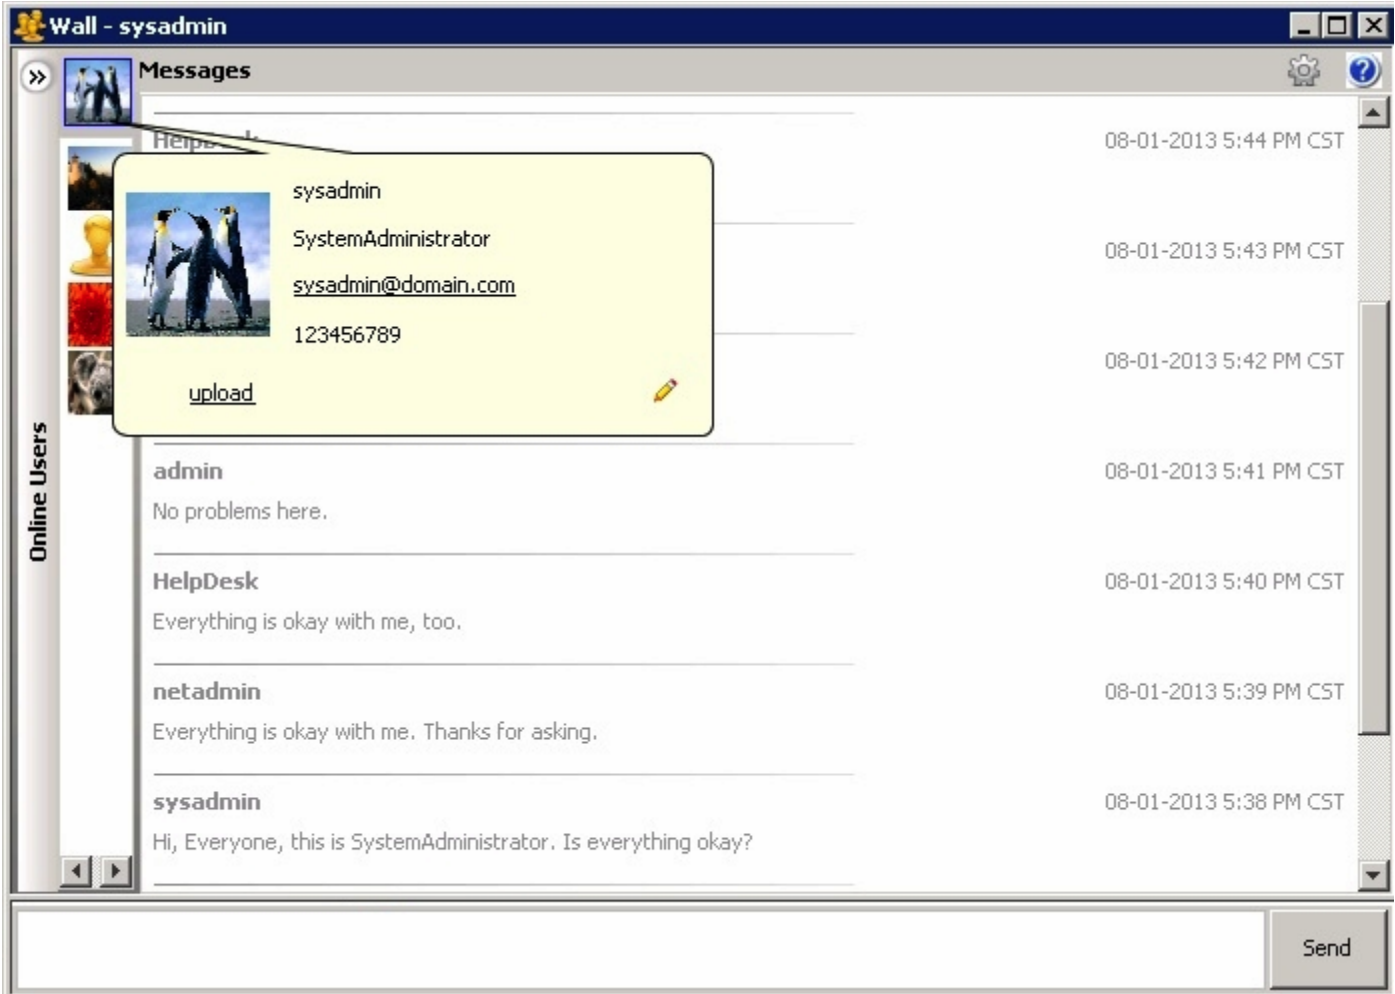 Wall - sysadmin
Messages
HelpDesk
08-01-2013 5:44 PM CST
sysadmin
SystemAdministrator
sysadmin@domain.com
123456789
upload
08-01-2013 5:43 PM CST
08-01-2013 5:42 PM CST
Online Users
admin
08-01-2013 5:41 PM CST
No problems here.
HelpDesk
08-01-2013 5:40 PM CST
Everything is okay with me, too.
netadmin
08-01-2013 5:39 PM CST
Everything is okay with me. Thanks for asking.
sysadmin
08-01-2013 5:38 PM CST
Hi, Everyone, this is SystemAdministrator. Is everything okay?
Send